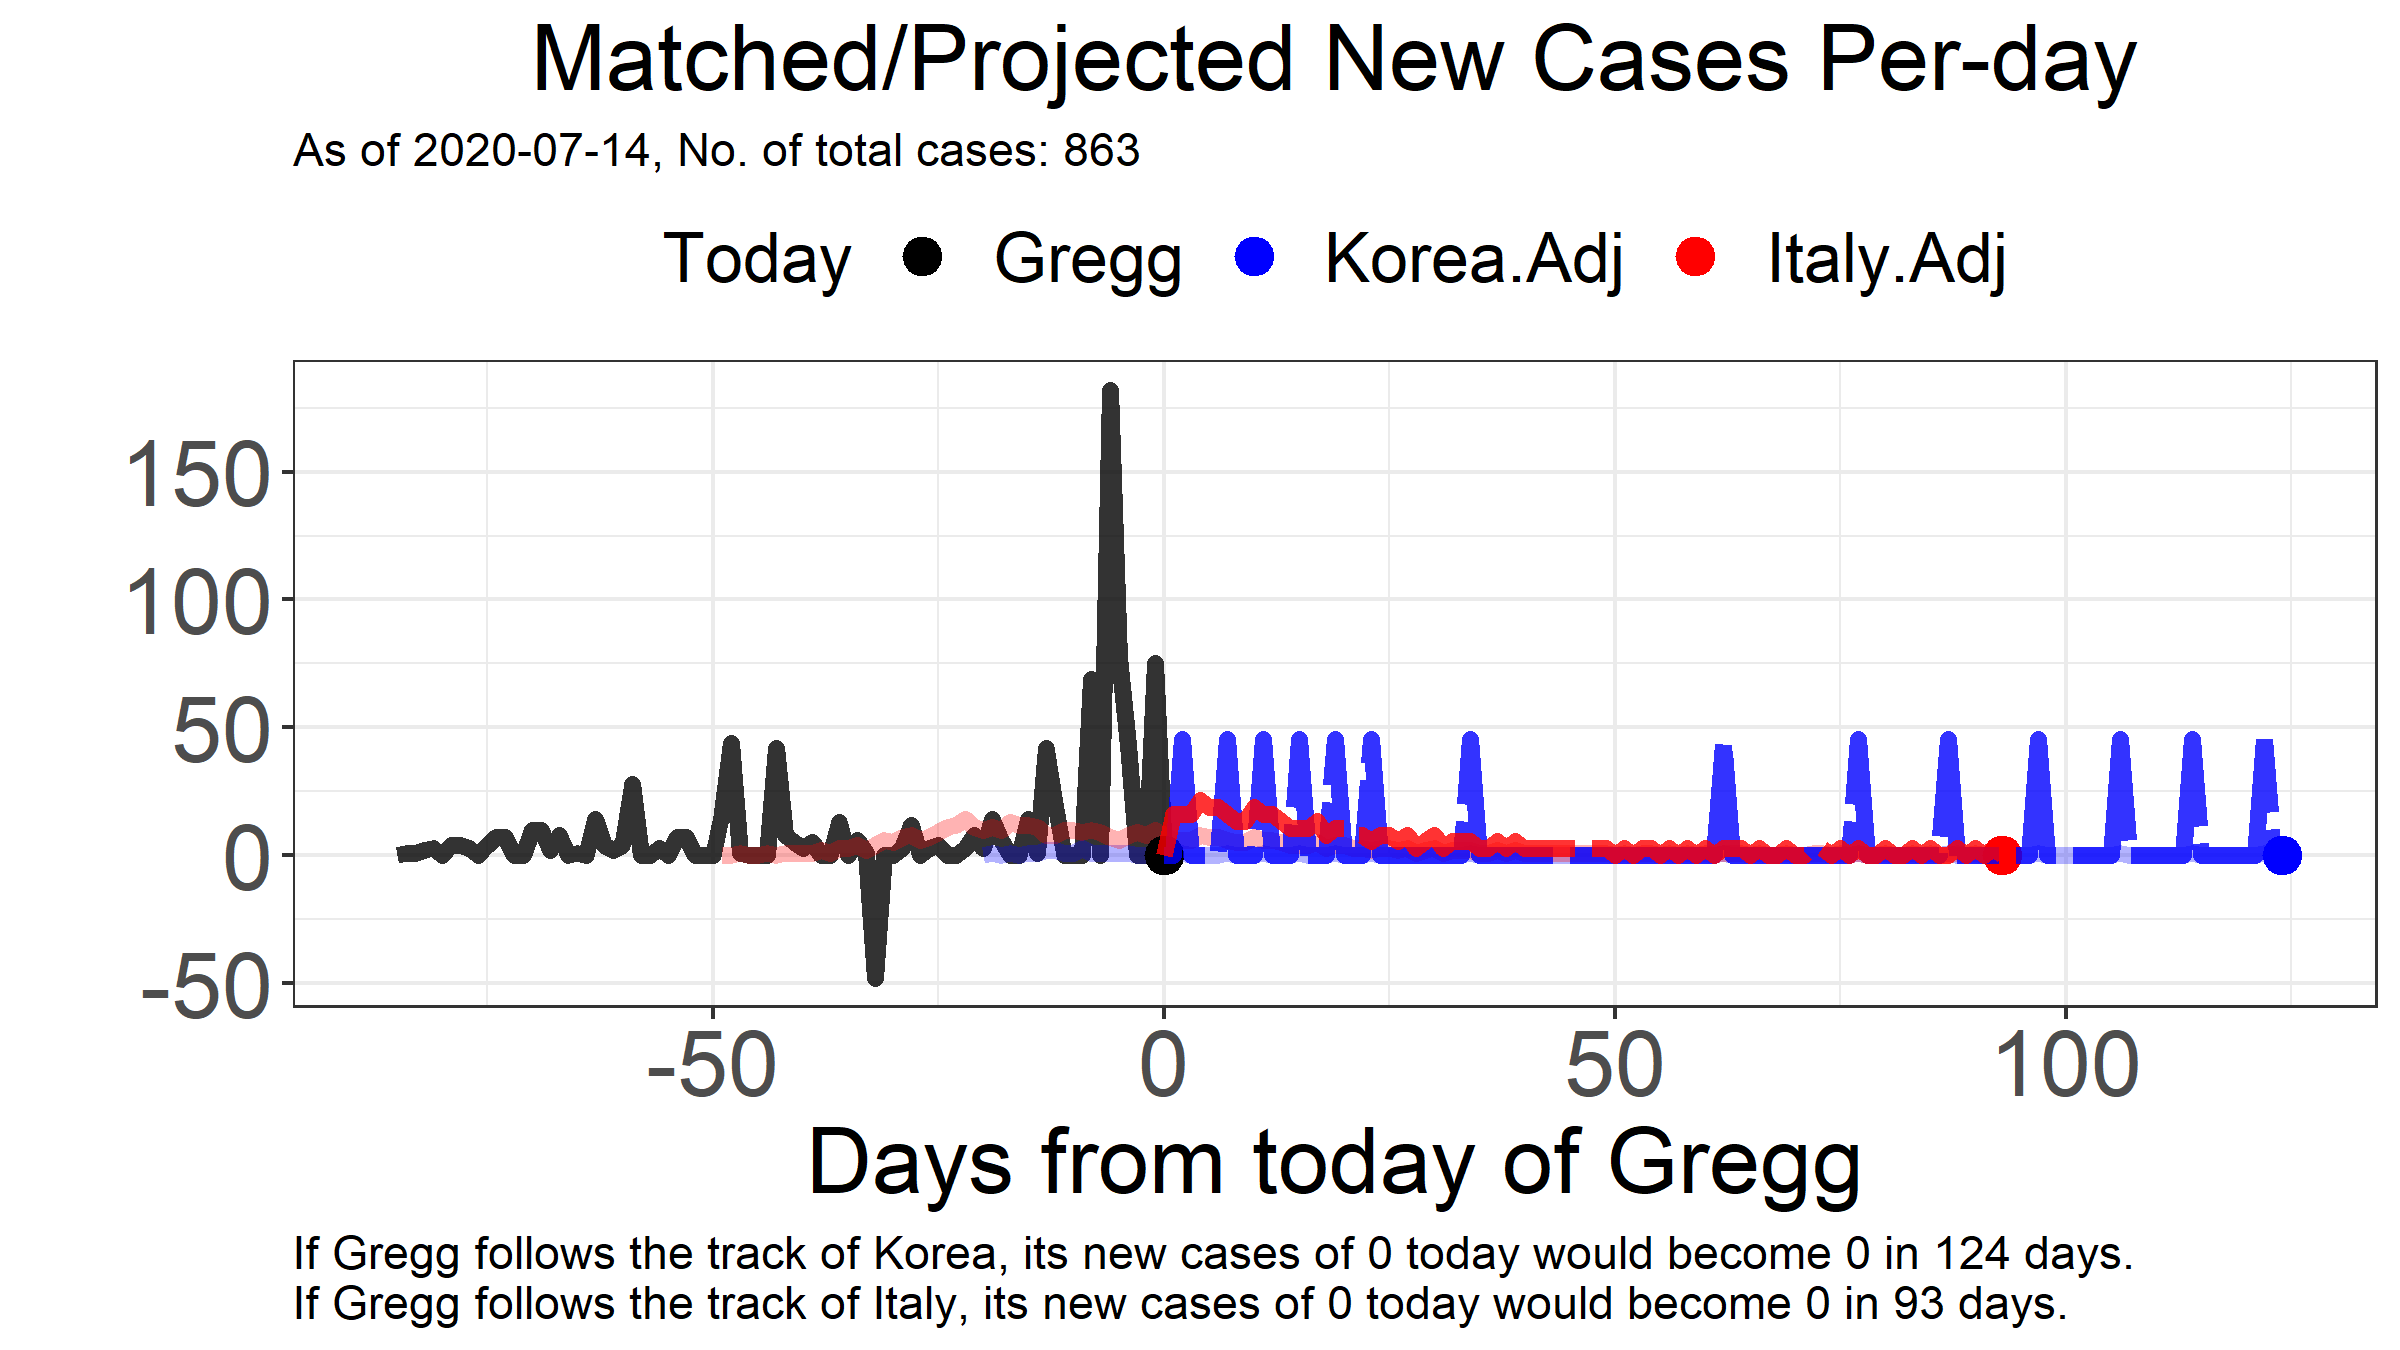 Matched/Projected New Cases Per-day
As of 2020-07-14, No. of total cases: 863
Today Gregg Korea.Adj Italy.Adj
150
100
50
0
-50
-50 0 50 100
Days from today of Gregg
If Gregg follows the track of Korea, its new cases of 0 today would become 0 in 124 days.
If Gregg follows the track of Italy, its new cases of 0 today would become 0 in 93 days.